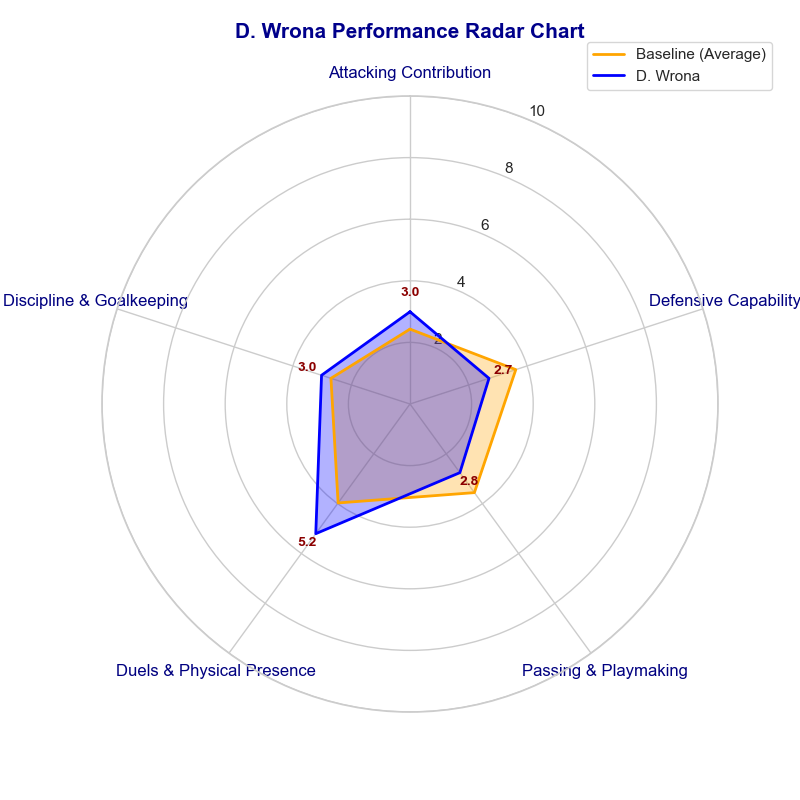 D. Wrona Performance Radar Chart
Baseline (Average)
D. Wrona
Attacking Contribution
10
8
6
4
2
3.0
Discipline & Goalkeeping
Defensive Capability
3.0
2.7
2.8
5.2
Duels & Physical Presence
Passing & Playmaking